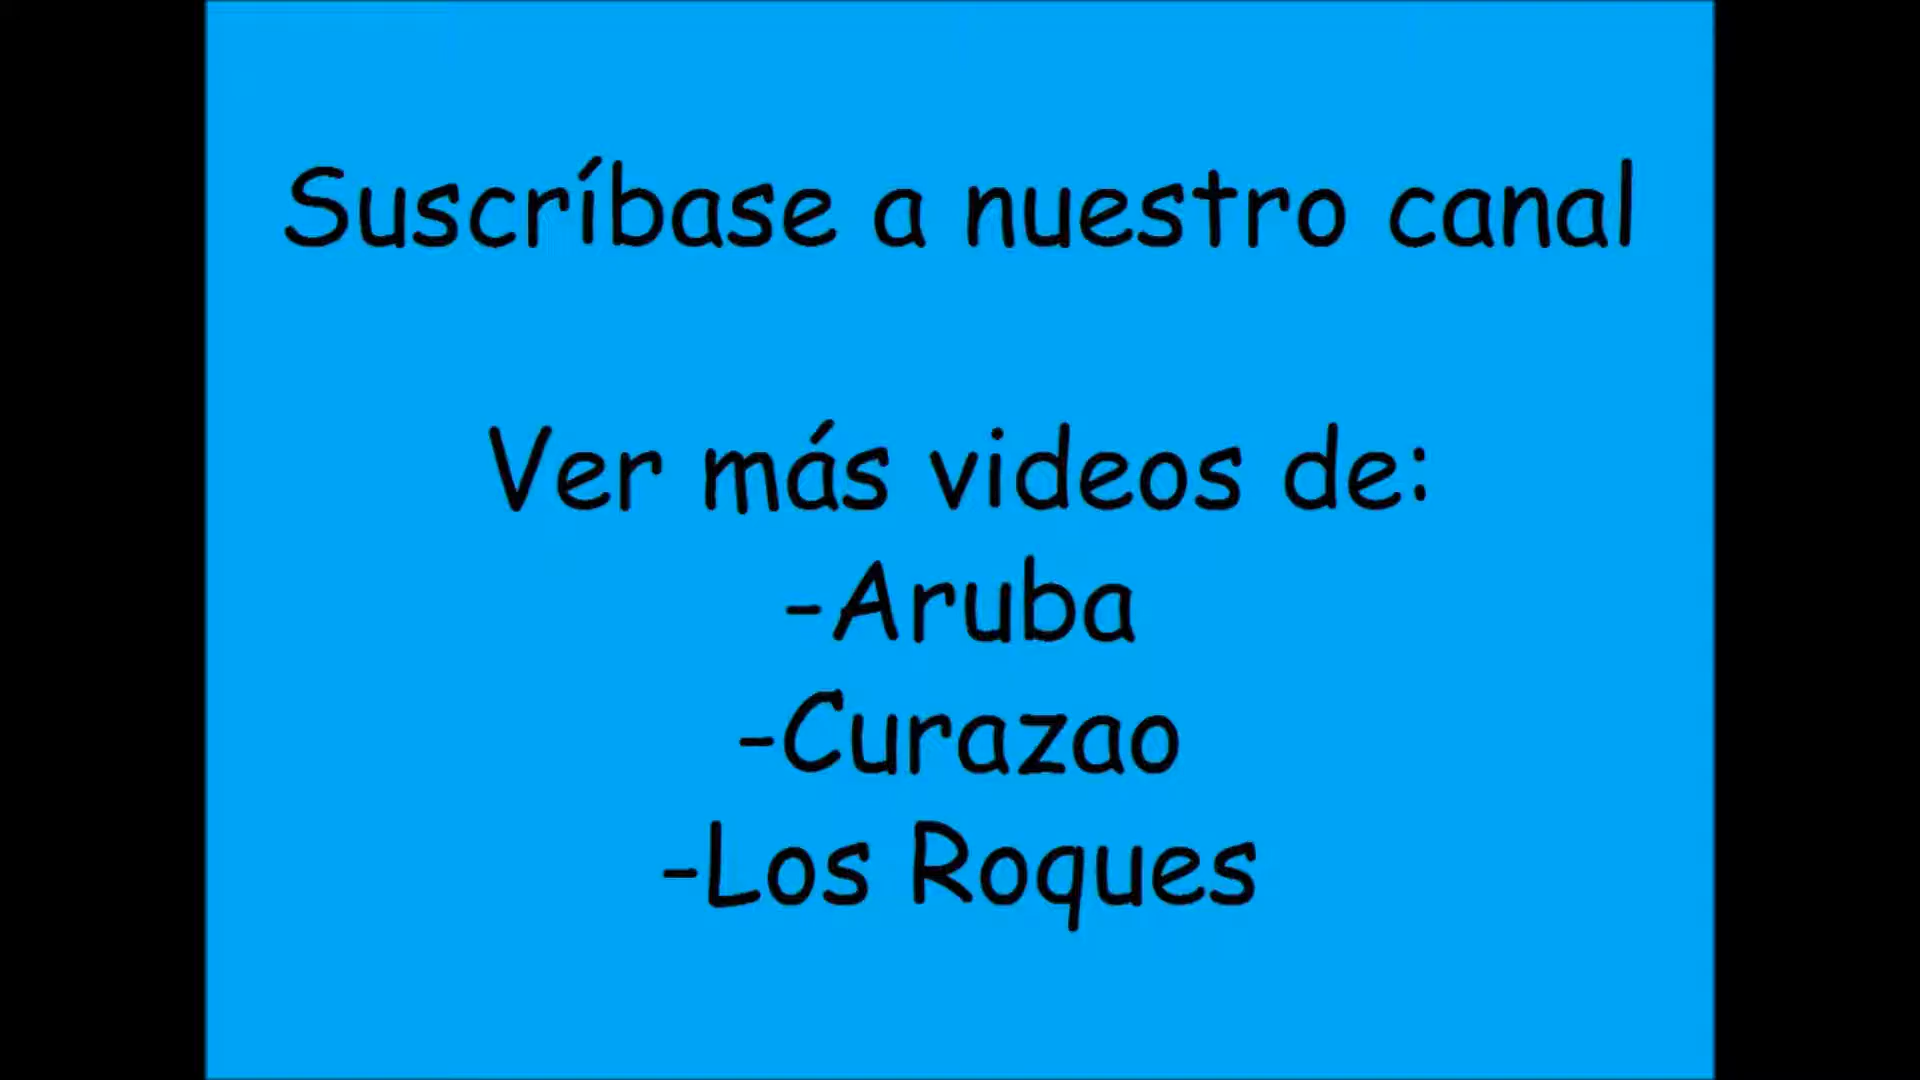 Suscríbase a nuestro canal
Ver más videos de:
-Aruba
-Curazao
-Los Roques